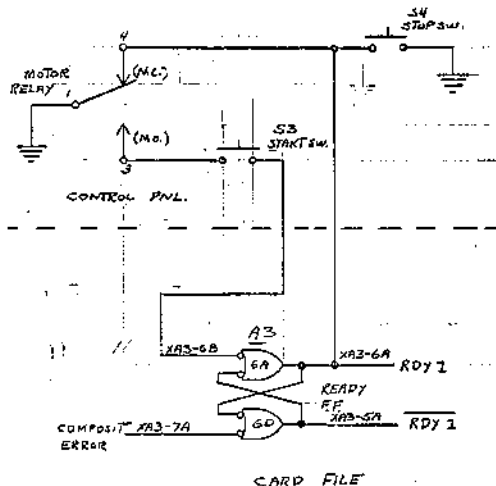 S4
STOP SW.
4
MOTOR
RELAY
(N.C.)
1
(N.O.)
3
S3
START SW.
CONTROL PNL.
A3
XA3-6B
6A
XA3-6A
RDY 1
READY
F.F.
COMPOSIT
ERROR
XA3-7A
6D
XA3-5A
RDY 1
CARD FILE